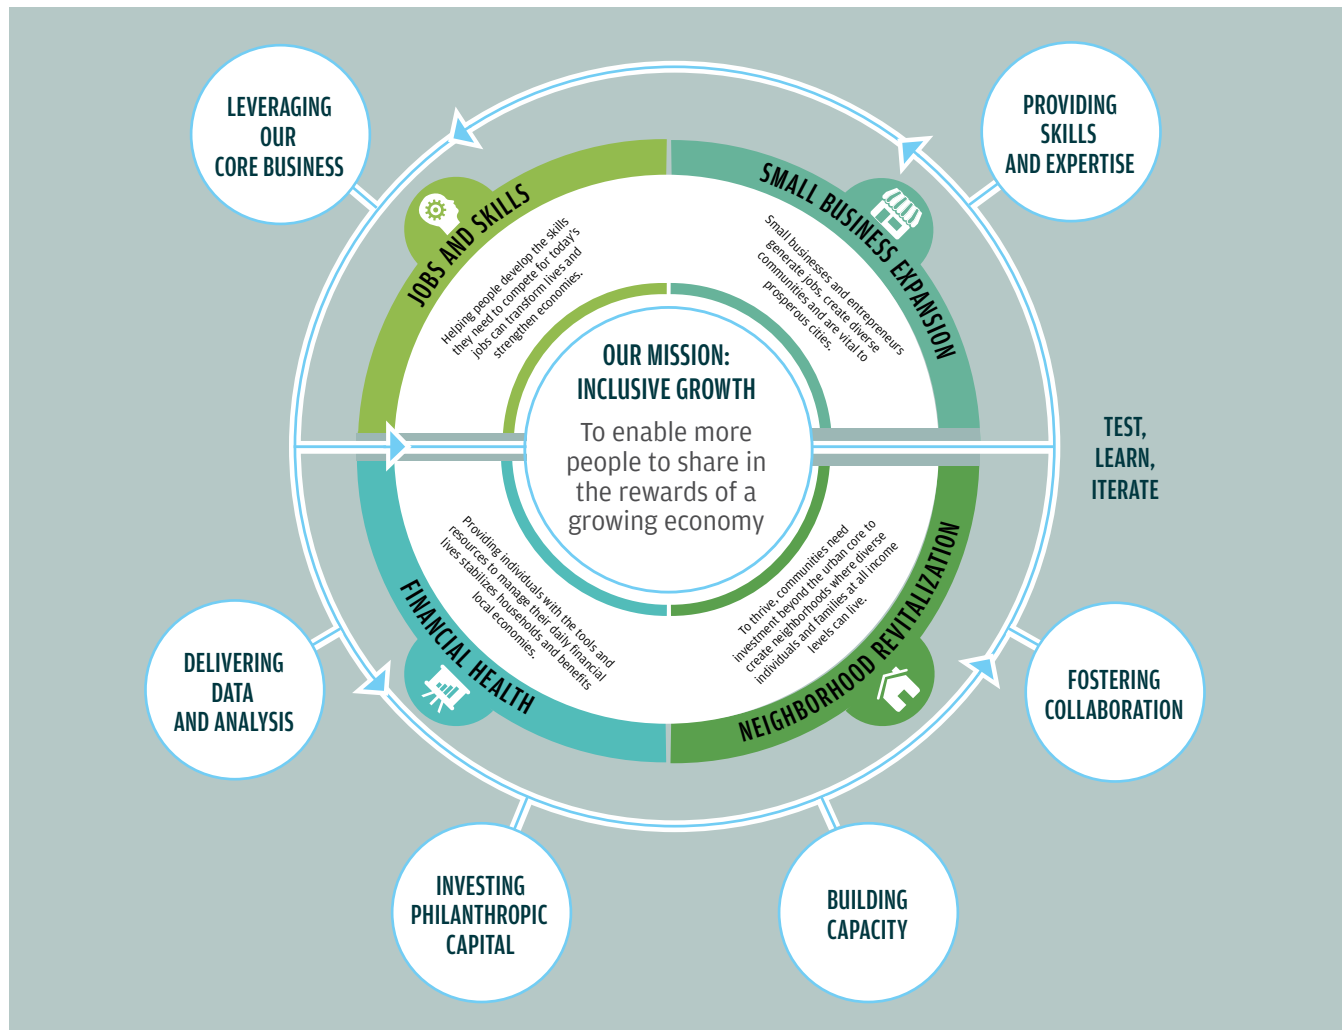 LEVERAGING
OUR
CORE BUSINESS
PROVIDING
SKILLS
AND EXPERTISE
JOBS AND SKILLS
Helping people develop the skills
they need to compete for today's
jobs can transform lives and
strengthen economies.
SMALL BUSINESS EXPANSION
Small businesses and entrepreneurs
generate jobs, create diverse
communities and are vital to
prosperous cities.
OUR MISSION:
INCLUSIVE GROWTH
To enable more
people to share in
the rewards of a
growing economy
TEST,
LEARN,
ITERATE
FINANCIAL HEALTH
Providing individuals with the tools and
resources to manage their daily financial
lives stabilizes households and benefits
local economies.
NEIGHBORHOOD REVITALIZATION
To thrive, communities need
investment beyond the urban core to
create neighborhoods where diverse
individuals and families at all income
levels can live.
DELIVERING
DATA
AND ANALYSIS
FOSTERING
COLLABORATION
INVESTING
PHILANTHROPIC
CAPITAL
BUILDING
CAPACITY